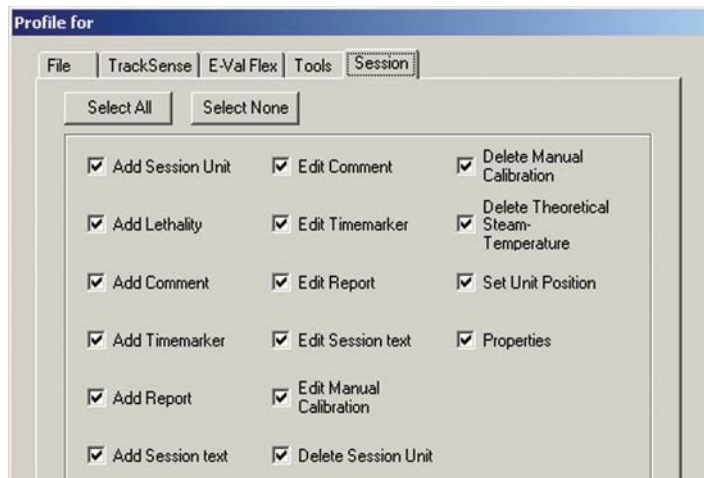 Profile for
File TrackSense E-Val Flex Tools Session
Select All Select None
Add Session Unit
Add Lethality
Add Comment
Add Timemarker
Add Report
Add Session text
Edit Comment
Edit Timemarker
Edit Report
Edit Session text
Edit Manual
Calibration
Delete Session Unit
Delete Manual
Calibration
Delete Theoretical
Steam-
Temperature
Set Unit Position
Properties